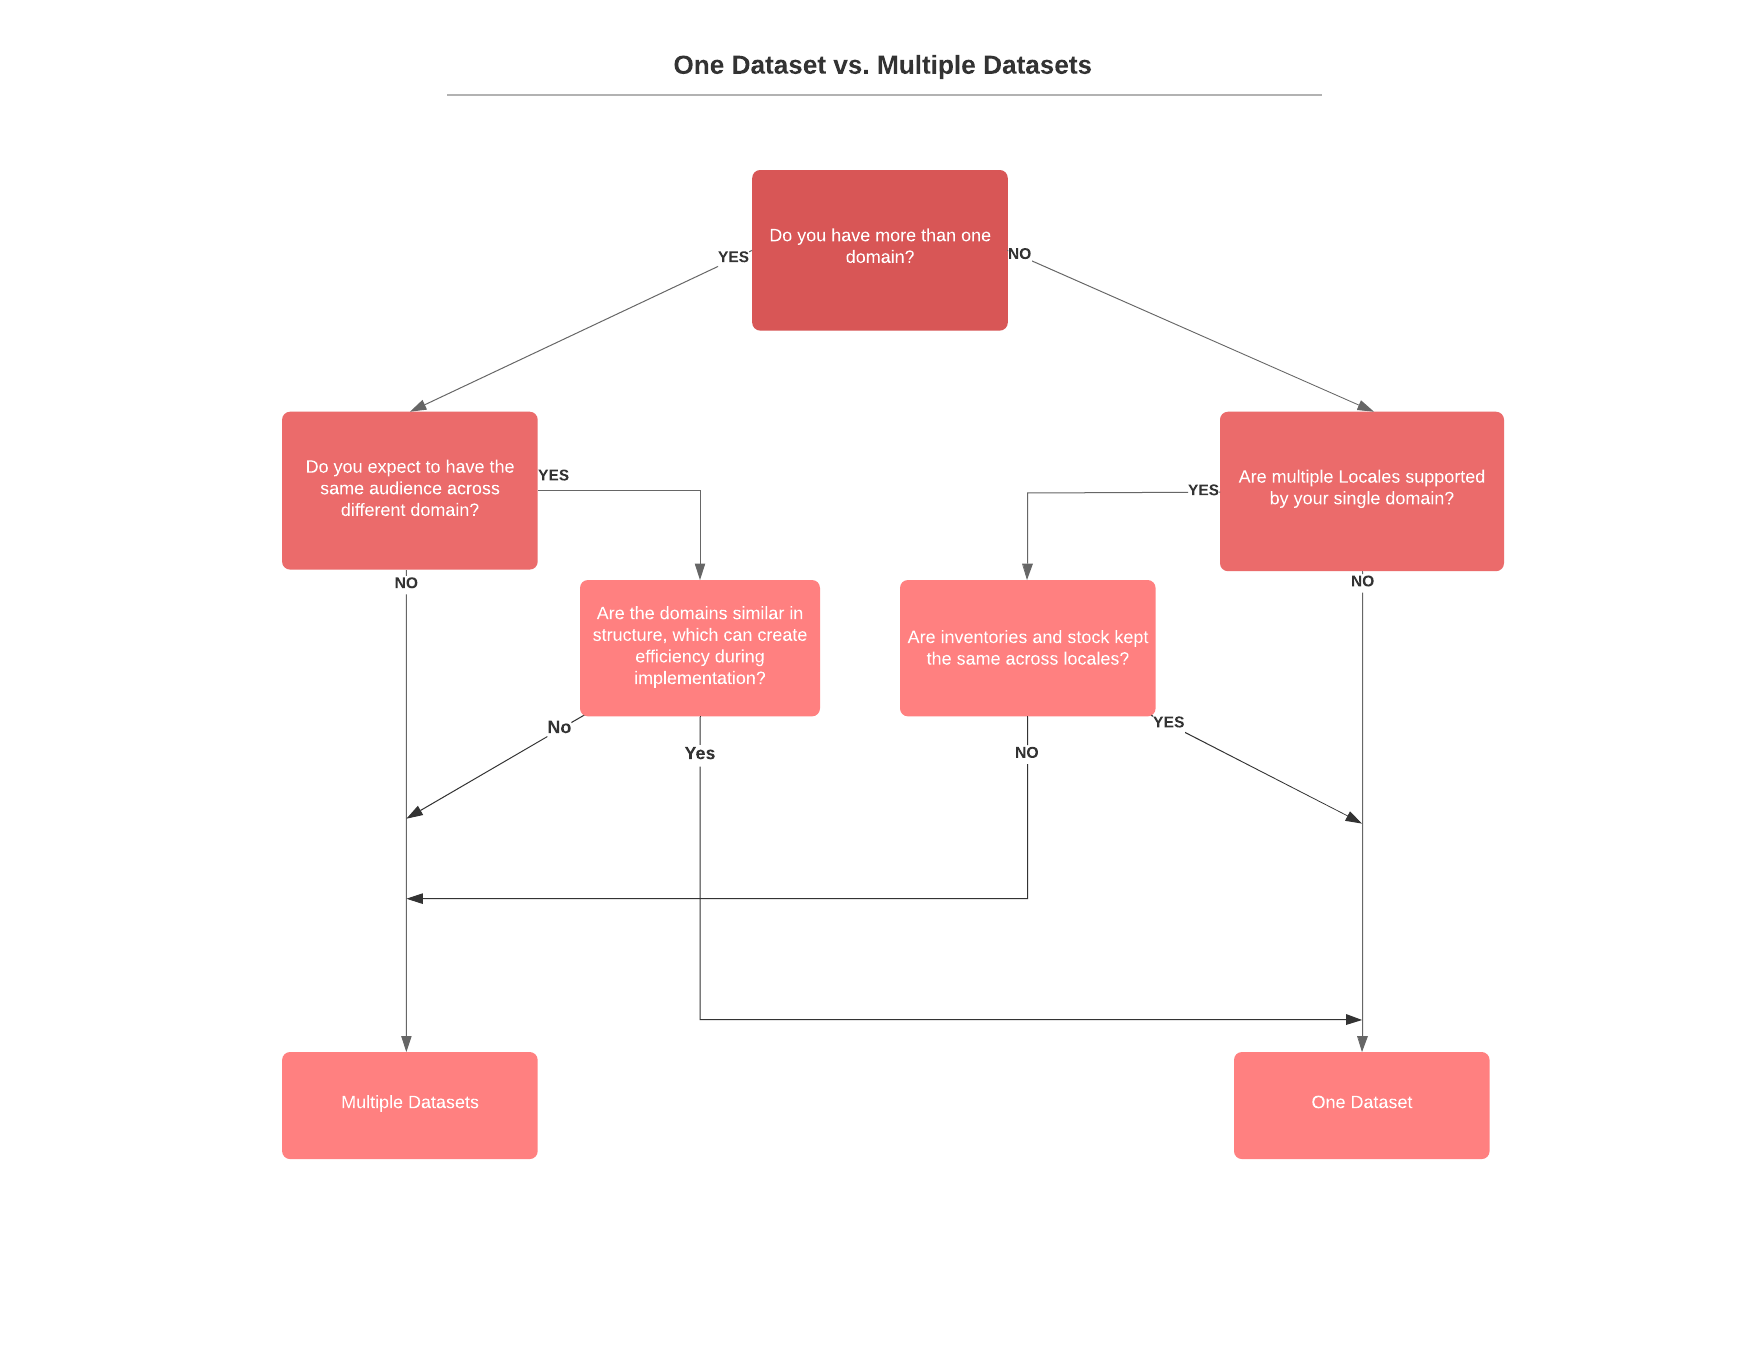 One Dataset vs. Multiple Datasets
Do you have more than one
domain?
YES
NO
Do you expect to have the
same audience across
different domain?
YES
YES
Are multiple Locales supported
by your single domain?
NO
NO
Are the domains similar in
structure, which can create
efficiency during
implementation?
Are inventories and stock kept
the same across locales?
No
Yes
NO
YES
Multiple Datasets
One Dataset